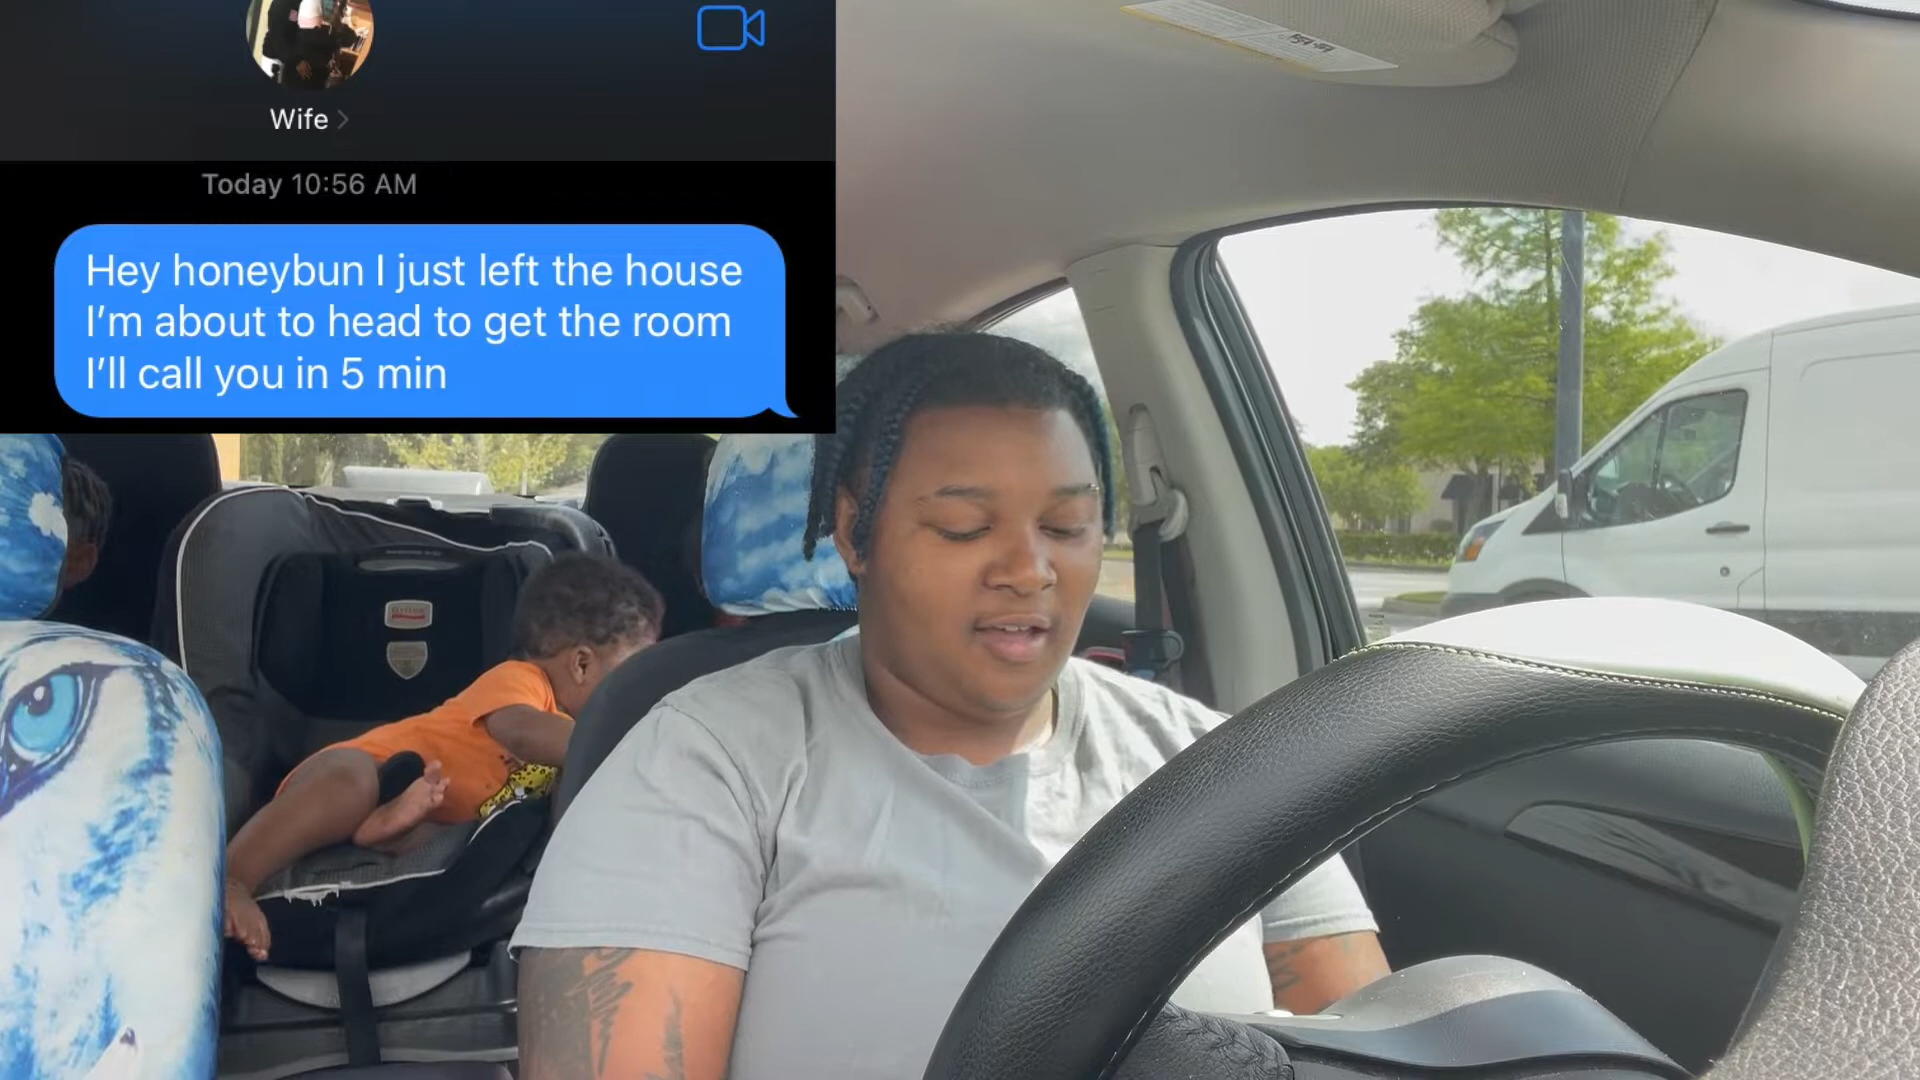 Wife
Today 10:56 AM
Hey honeybun I just left the house
I'm about to head to get the room
I'll call you in 5 min